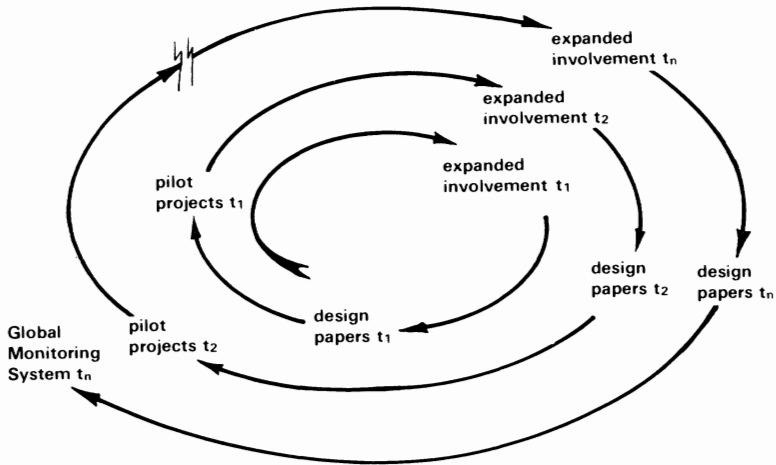 expanded
involvement tn
expanded
involvement t2
expanded
involvement t1
pilot
projects t1
design
papers t2
design
papers tn
design
papers t1
pilot
projects t2
Global
Monitoring
System tn